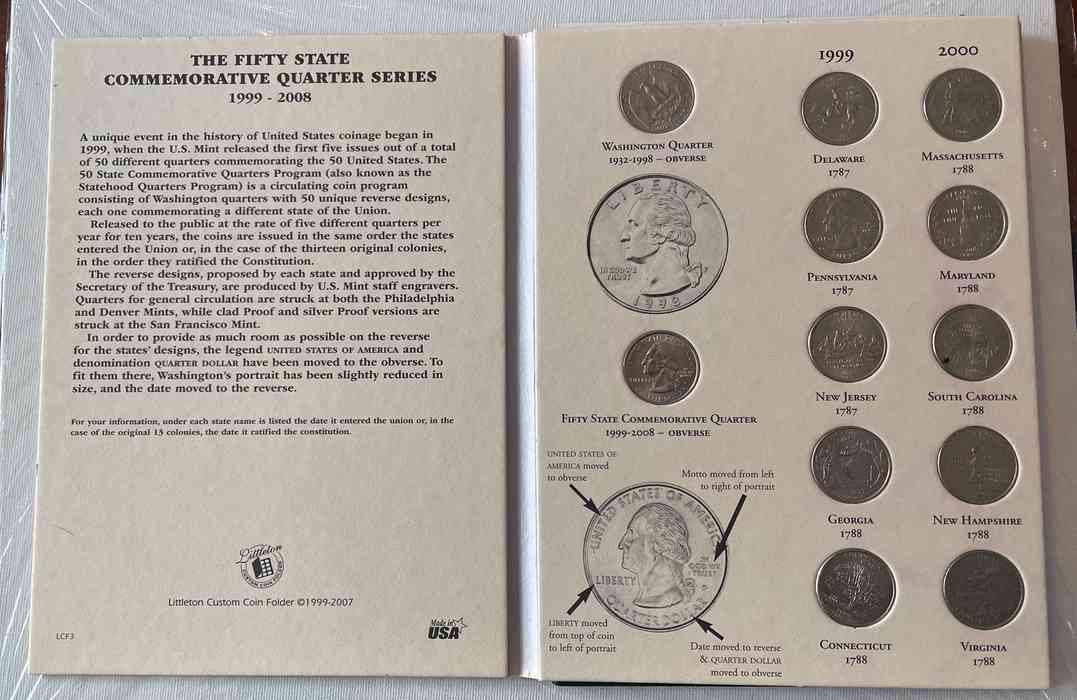 THE FIFTY STATE
COMMEMORATIVE QUARTER SERIES
1999 - 2008
A unique event in the history of United States coinage began in
1999, when the U.S. Mint released the first five issues out of a total
of 50 different quarters commemorating the 50 United States. The
50 State Commemorative Quarters Program (also known as the
Statehood Quarters Program) is a circulating coin program
consisting of Washington quarters with 50 unique reverse designs,
each one commemorating a different state of the Union.
Released to the public at the rate of five different quarters per
year for ten years, the coins are issued in the same order the states
entered the Union or, in the case of the thirteen original colonies,
in the order they ratified the Constitution.
The reverse designs, proposed by each state and approved by the
Secretary of the Treasury, are produced by U.S. Mint staff engravers.
Quarters for general circulation are struck at both the Philadelphia
and Denver Mints, while clad Proof and silver Proof versions are
struck at the San Francisco Mint.
In order to provide as much room as possible on the reverse
for the states' designs, the legend UNITED STATES OF AMERICA and
denomination QUARTER DOLLAR have been moved to the obverse. To
fit them there, Washington's portrait has been slightly reduced in
size, and the date moved to the reverse.
For your information, under each state name is listed the date it entered the union or, in the
case of the original 13 colonies, the date it ratified the constitution.
Littleton
CUSTOM COIN FOLDER
Littleton Custom Coin Folder ©1999-2007
LCF3
Made in
USA
WASHINGTON QUARTER
1932-1998 – OBVERSE
LIBERTY
IN GOD WE
TRUST
P
1998
FIFTY STATE COMMEMORATIVE QUARTER
1999-2008 – OBVERSE
UNITED STATES OF
AMERICA moved
to obverse
Motto moved from left
to right of portrait
UNITED STATES OF AMERICA
LIBERTY
IN
GOD WE
TRUST
P
QUARTER DOLLAR
LIBERTY moved
from top of coin
to left of portrait
Date moved to reverse
& QUARTER DOLLAR
moved to obverse
1999
DELAWARE
1787
PENNSYLVANIA
1787
NEW JERSEY
1787
GEORGIA
1788
CONNECTICUT
1788
2000
MASSACHUSETTS
1788
MARYLAND
1788
SOUTH CAROLINA
1788
NEW HAMPSHIRE
1788
VIRGINIA
1788